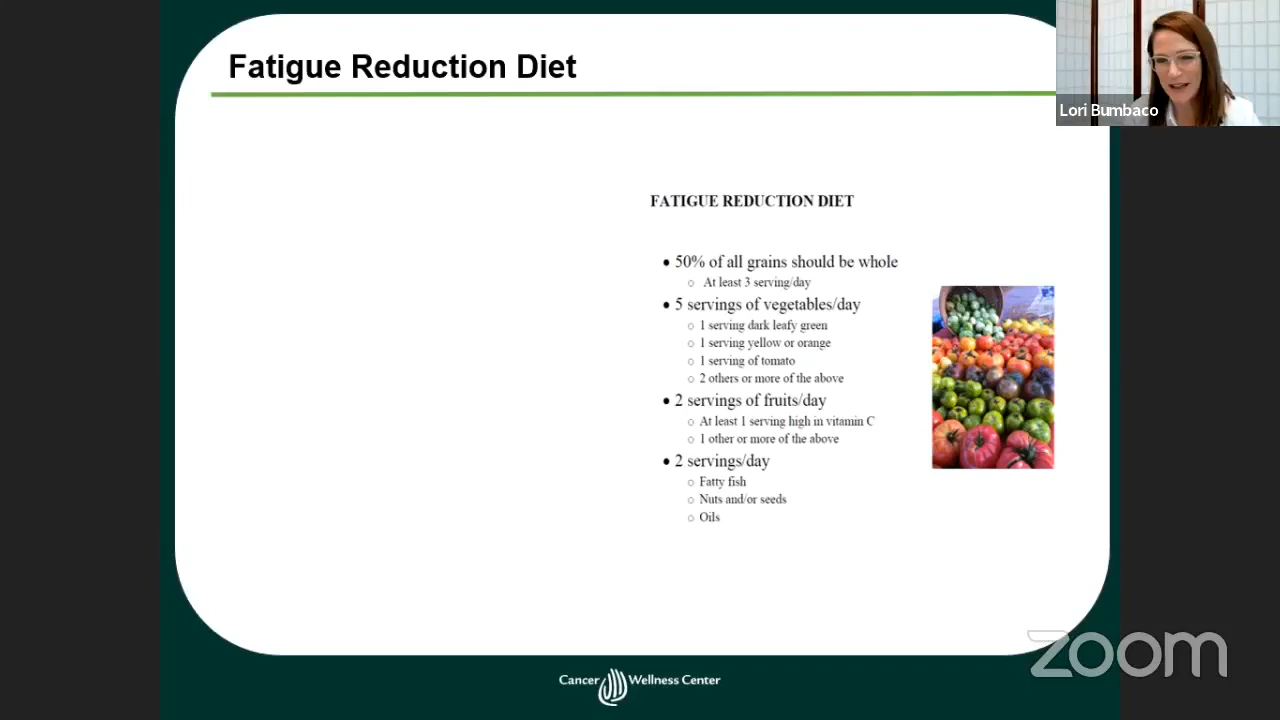 Fatigue Reduction Diet
Lori Bumbaco
FATIGUE REDUCTION DIET
• 50% of all grains should be whole
o At least 3 serving/day
• 5 servings of vegetables/day
o 1 serving dark leafy green
o 1 serving yellow or orange
o 1 serving of tomato
o 2 others or more of the above
• 2 servings of fruits/day
o At least 1 serving high in vitamin C
o 1 other or more of the above
• 2 servings/day
o Fatty fish
o Nuts and/or seeds
o Oils
zoom
Cancer Wellness Center